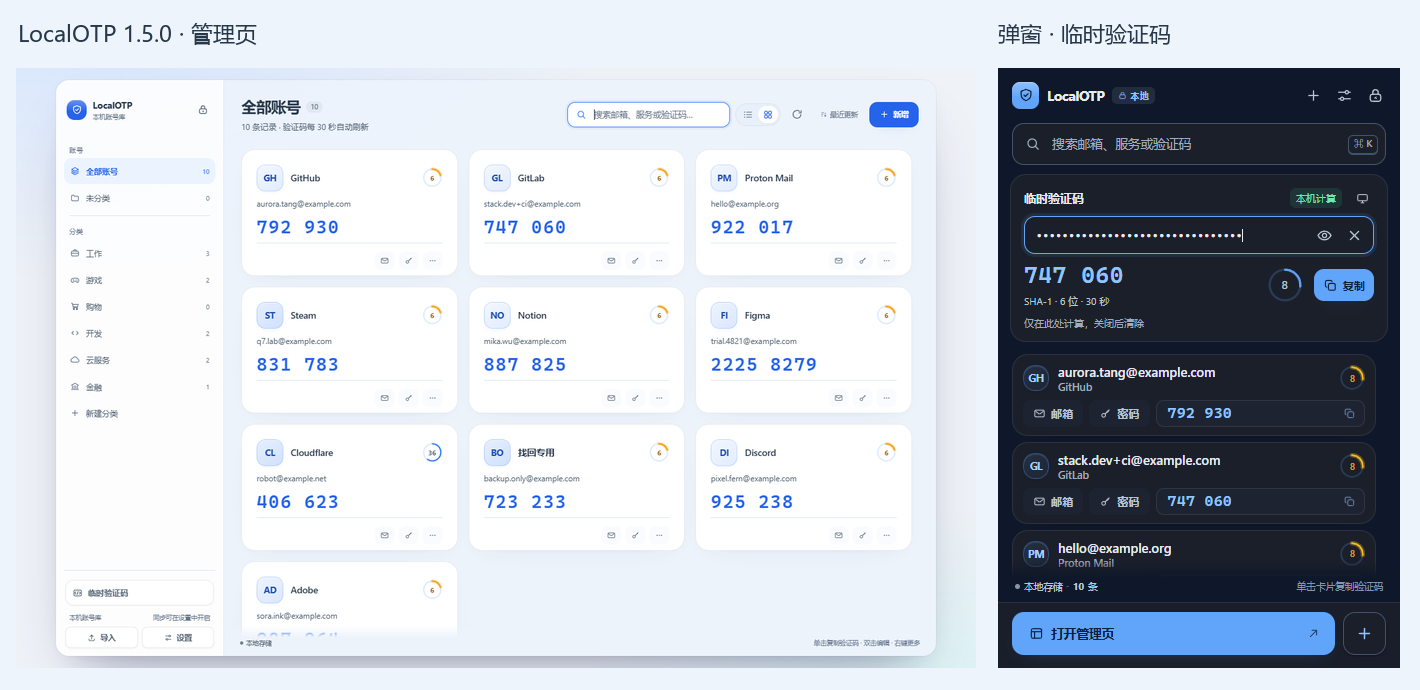 LocalOTP 1.5.0 · 管理页
LocalOTP
本机账号库
账号
全部账号 10
未分类 0
分类
工作 3
游戏 2
购物 0
开发 2
云服务 2
金融 1
新建分类
临时验证码
本机账号库 同步可在设置中开启
导入 设置
全部账号 10
10 条记录 · 验证码每 30 秒自动刷新
搜索邮箱、服务或验证码...
最近更新
新增
GH GitHub 6
aurora.tang@example.com
792 930
GL GitLab 6
stack.dev+ci@example.com
747 060
PM Proton Mail 6
hello@example.org
922 017
ST Steam 6
q7.lab@example.com
831 783
NO Notion 6
mika.wu@example.com
887 825
FI Figma 6
trial.4821@example.com
2225 8279
CL Cloudflare 36
robot@example.net
406 623
BO 找回专用 6
backup.only@example.com
723 233
DI Discord 6
pixel.fern@example.com
925 238
AD Adobe 6
sora.ink@example.com
本地存储
单击复制验证码 · 双击编辑 · 右键更多
弹窗 · 临时验证码
LocalOTP 本地
搜索邮箱、服务或验证码 ⌘ K
临时验证码 本机计算
••••••••••••••••••••••••••••••••
747 060
SHA-1 · 6 位 · 30 秒
8 复制
仅在此处计算，关闭后清除
GH aurora.tang@example.com 8
GitHub
邮箱 密码 792 930
GL stack.dev+ci@example.com 8
GitLab
邮箱 密码 747 060
PM hello@example.org 8
Proton Mail
本地存储 · 10 条 单击卡片复制验证码
打开管理页